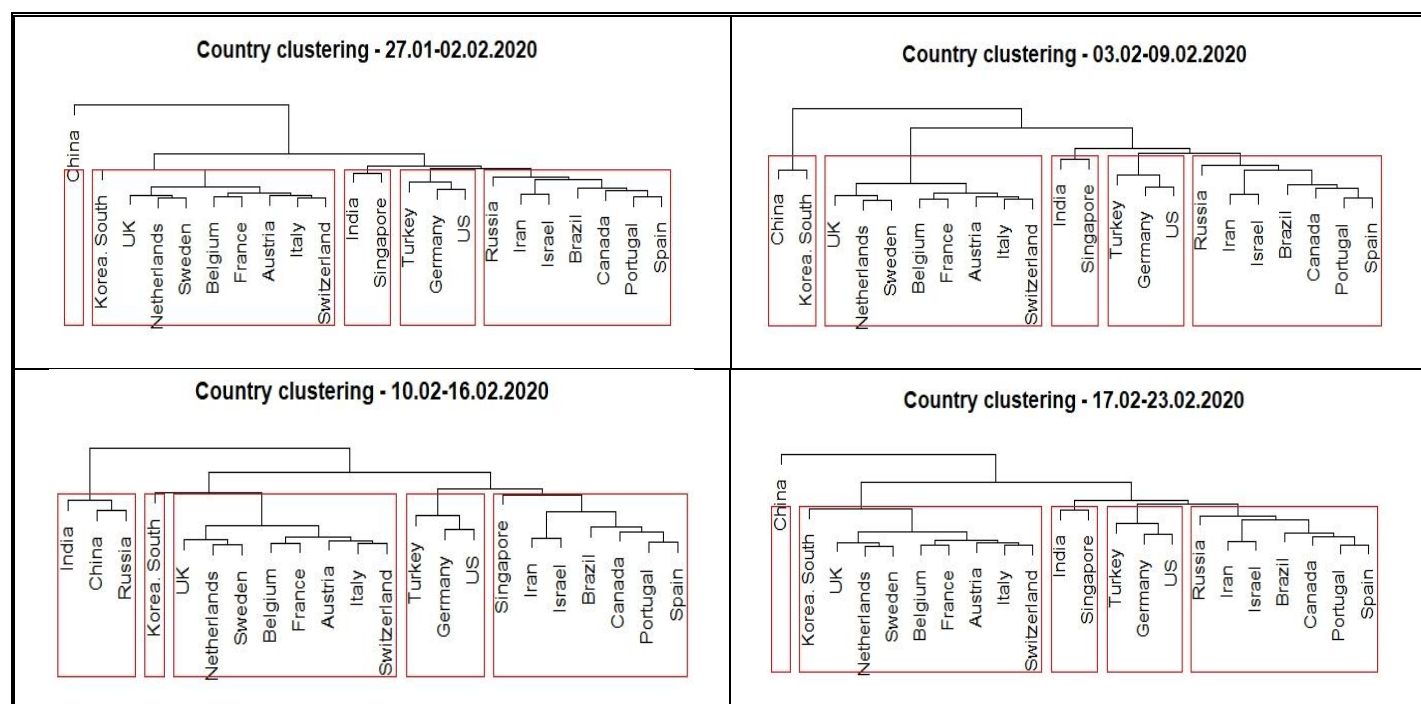 Country clustering - 27.01-02.02.2020
China
Korea. South
UK
Netherlands
Sweden
Belgium
France
Austria
Italy
Switzerland
India
Singapore
Turkey
Germany
US
Russia
Iran
Israel
Brazil
Canada
Portugal
Spain
Country clustering - 03.02-09.02.2020
China
Korea. South
UK
Netherlands
Sweden
Belgium
France
Austria
Italy
Switzerland
India
Singapore
Turkey
Germany
US
Russia
Iran
Israel
Brazil
Canada
Portugal
Spain
Country clustering - 10.02-16.02.2020
India
China
Russia
Korea. South
UK
Netherlands
Sweden
Belgium
France
Austria
Italy
Switzerland
Turkey
Germany
US
Singapore
Iran
Israel
Brazil
Canada
Portugal
Spain
Country clustering - 17.02-23.02.2020
China
Korea. South
UK
Netherlands
Sweden
Belgium
France
Austria
Italy
Switzerland
India
Singapore
Turkey
Germany
US
Russia
Iran
Israel
Brazil
Canada
Portugal
Spain